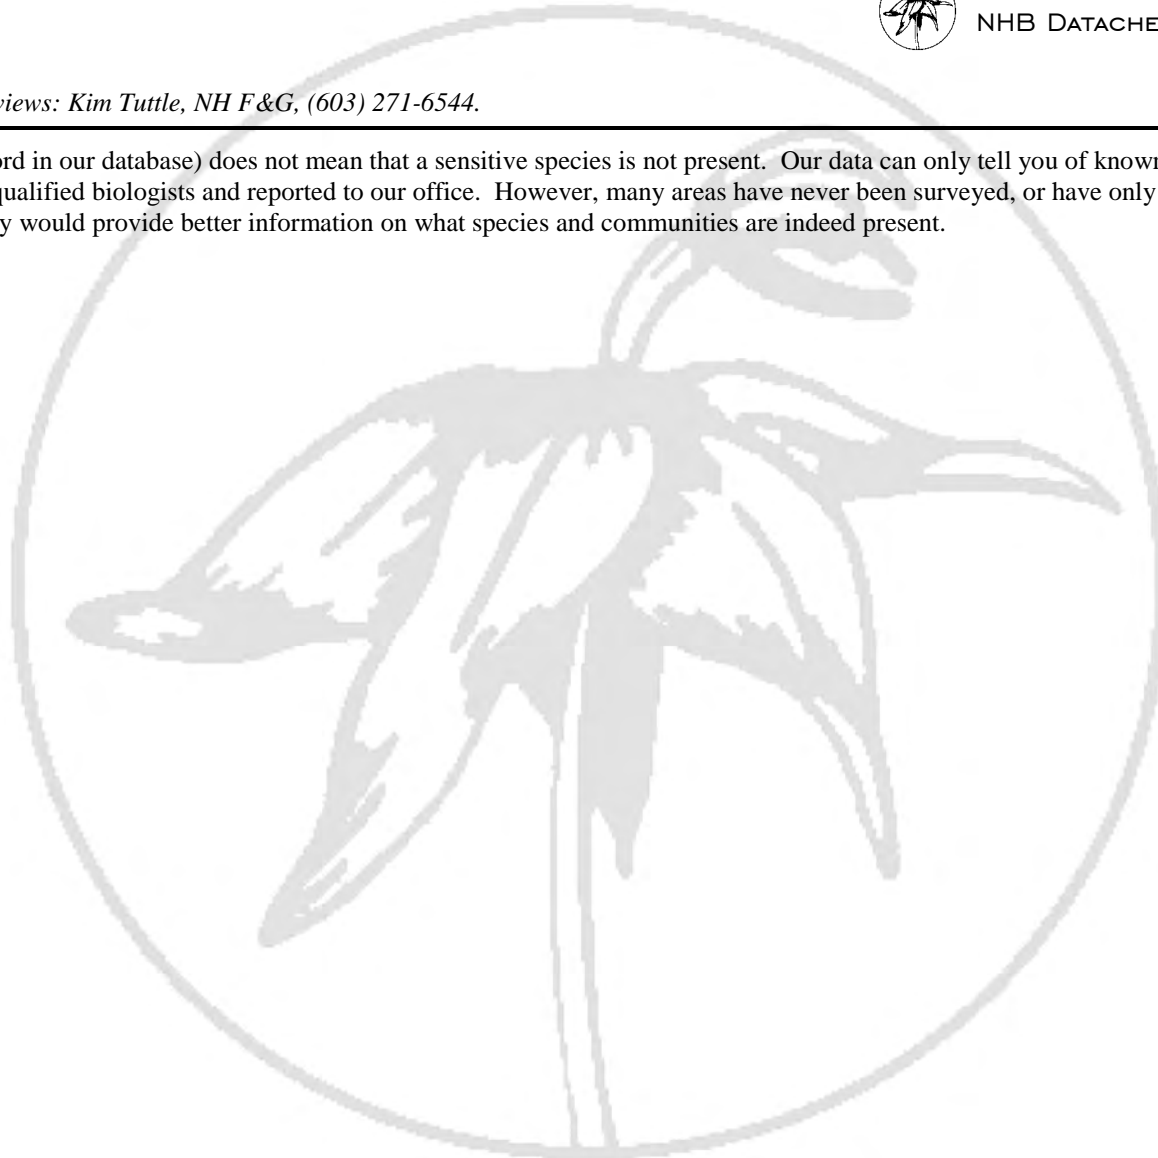 NHB DATACHE
views: Kim Tuttle, NH F&G, (603) 271-6544.
ord in our database) does not mean that a sensitive species is not present.  Our data can only tell you of known
qualified biologists and reported to our office.  However, many areas have never been surveyed, or have only
y would provide better information on what species and communities are indeed present.